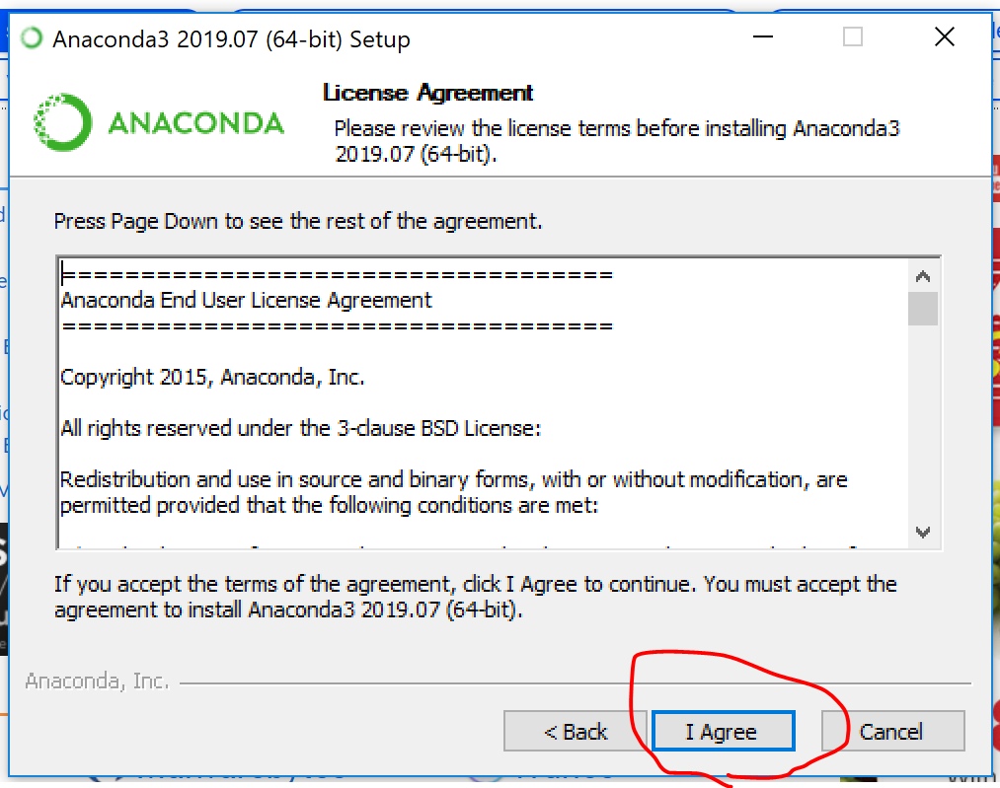 Anaconda3 2019.07 (64-bit) Setup
ANACONDA
License Agreement
Please review the license terms before installing Anaconda3
2019.07 (64-bit).
Press Page Down to see the rest of the agreement.
===================================
Anaconda End User License Agreement
===================================
Copyright 2015, Anaconda, Inc.
All rights reserved under the 3-clause BSD License:
Redistribution and use in source and binary forms, with or without modification, are
permitted provided that the following conditions are met:
If you accept the terms of the agreement, click I Agree to continue. You must accept the
agreement to install Anaconda3 2019.07 (64-bit).
Anaconda, Inc.
< Back
I Agree
Cancel